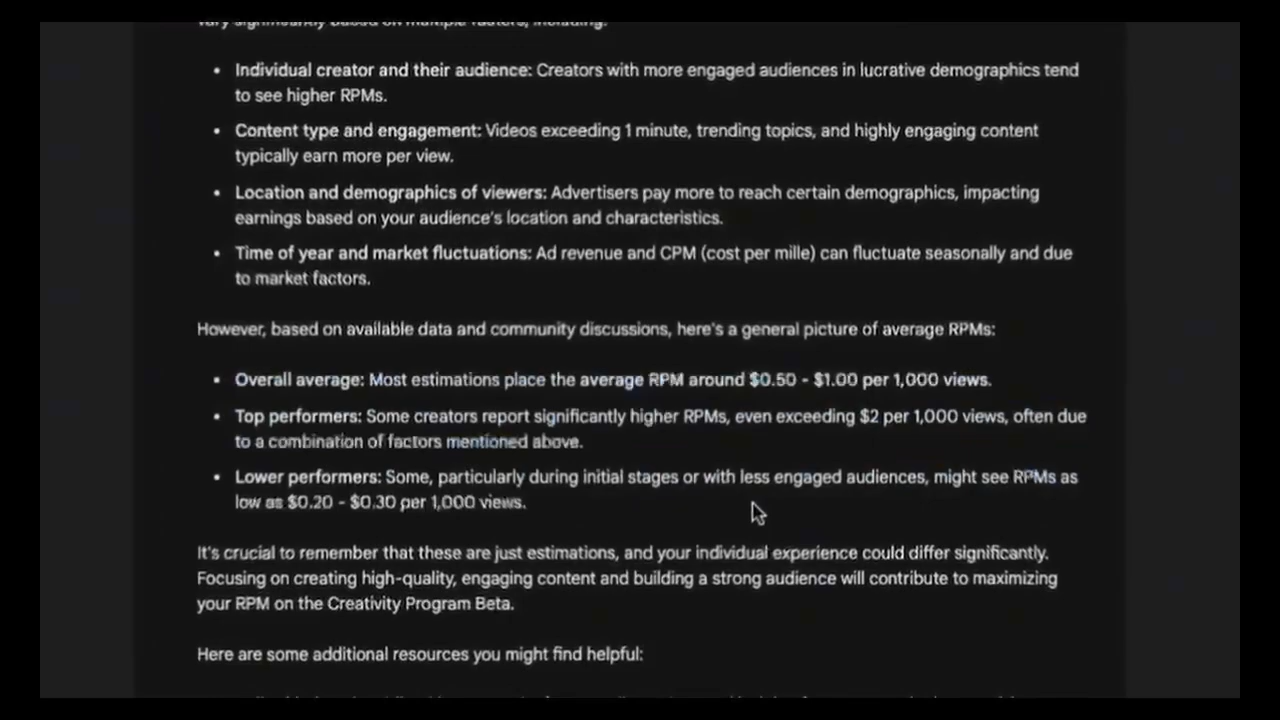 vary significantly based on multiple factors, including:
• Individual creator and their audience: Creators with more engaged audiences in lucrative demographics tend
to see higher RPMs.
• Content type and engagement: Videos exceeding 1 minute, trending topics, and highly engaging content
typically earn more per view.
• Location and demographics of viewers: Advertisers pay more to reach certain demographics, impacting
earnings based on your audience's location and characteristics.
• Time of year and market fluctuations: Ad revenue and CPM (cost per mille) can fluctuate seasonally and due
to market factors.
However, based on available data and community discussions, here's a general picture of average RPMs:
• Overall average: Most estimations place the average RPM around $0.50 - $1.00 per 1,000 views.
• Top performers: Some creators report significantly higher RPMs, even exceeding $2 per 1,000 views, often due
to a combination of factors mentioned above.
• Lower performers: Some, particularly during initial stages or with less engaged audiences, might see RPMs as
low as $0.20 - $0.30 per 1,000 views.
It's crucial to remember that these are just estimations, and your individual experience could differ significantly.
Focusing on creating high-quality, engaging content and building a strong audience will contribute to maximizing
your RPM on the Creativity Program Beta.
Here are some additional resources you might find helpful: